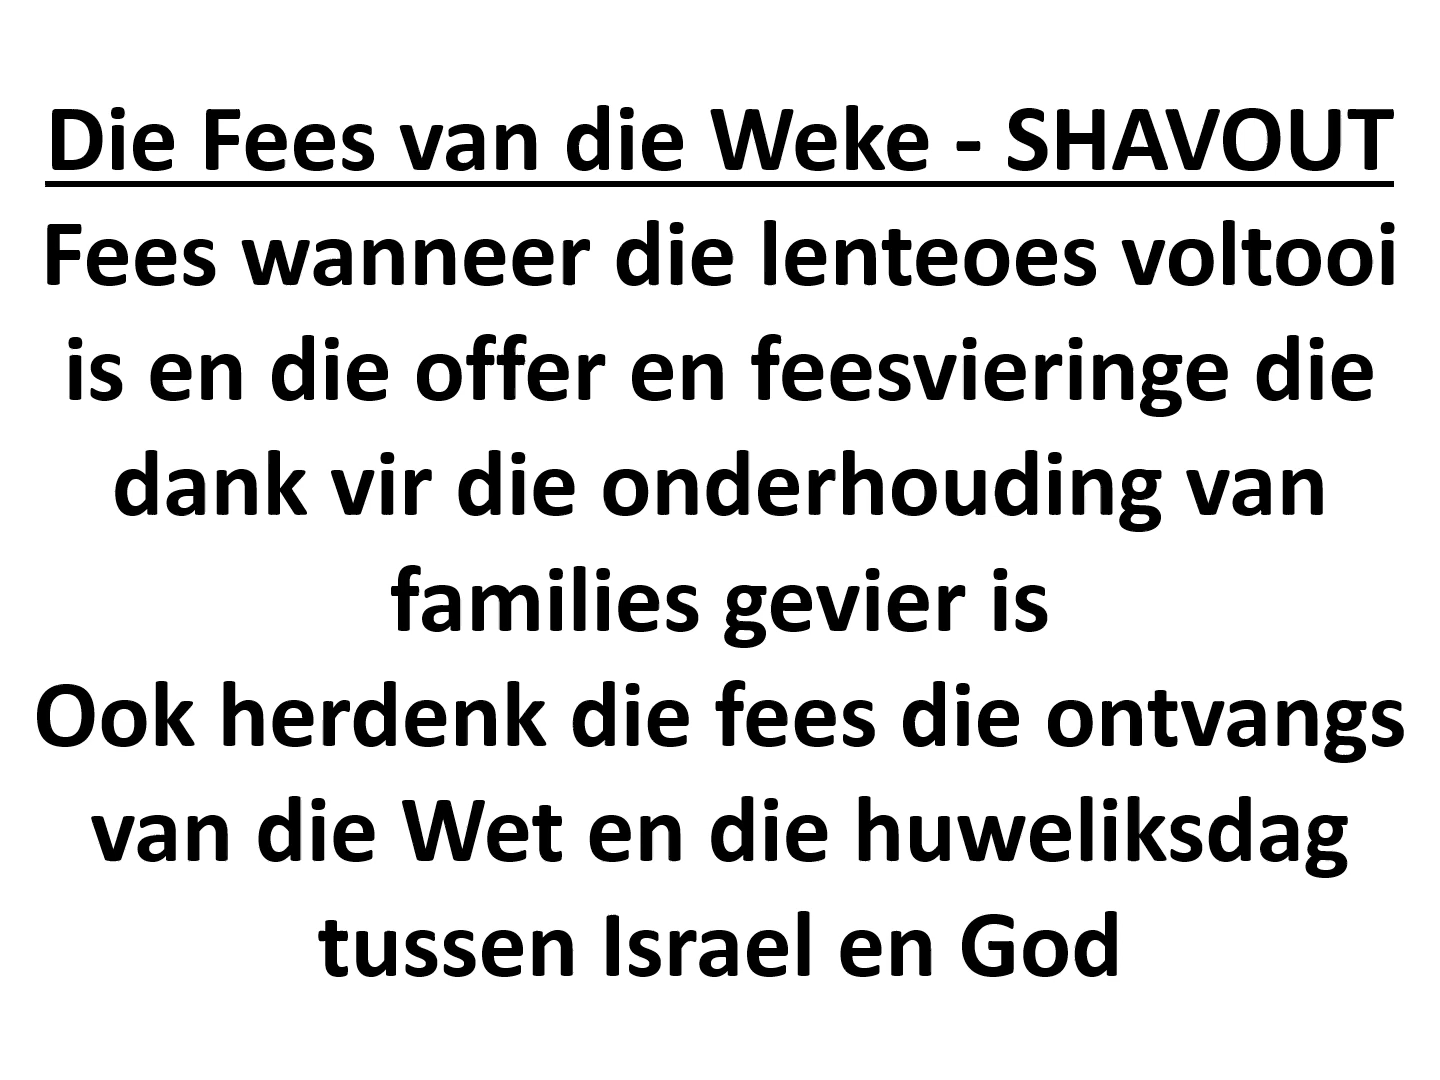 Die Fees van die Weke - SHAVOUT
Fees wanneer die lenteoes voltooi
is en die offer en feesvieringe die
dank vir die onderhouding van
families gevier is
Ook herdenk die fees die ontvangs
van die Wet en die huweliksdag
tussen Israel en God